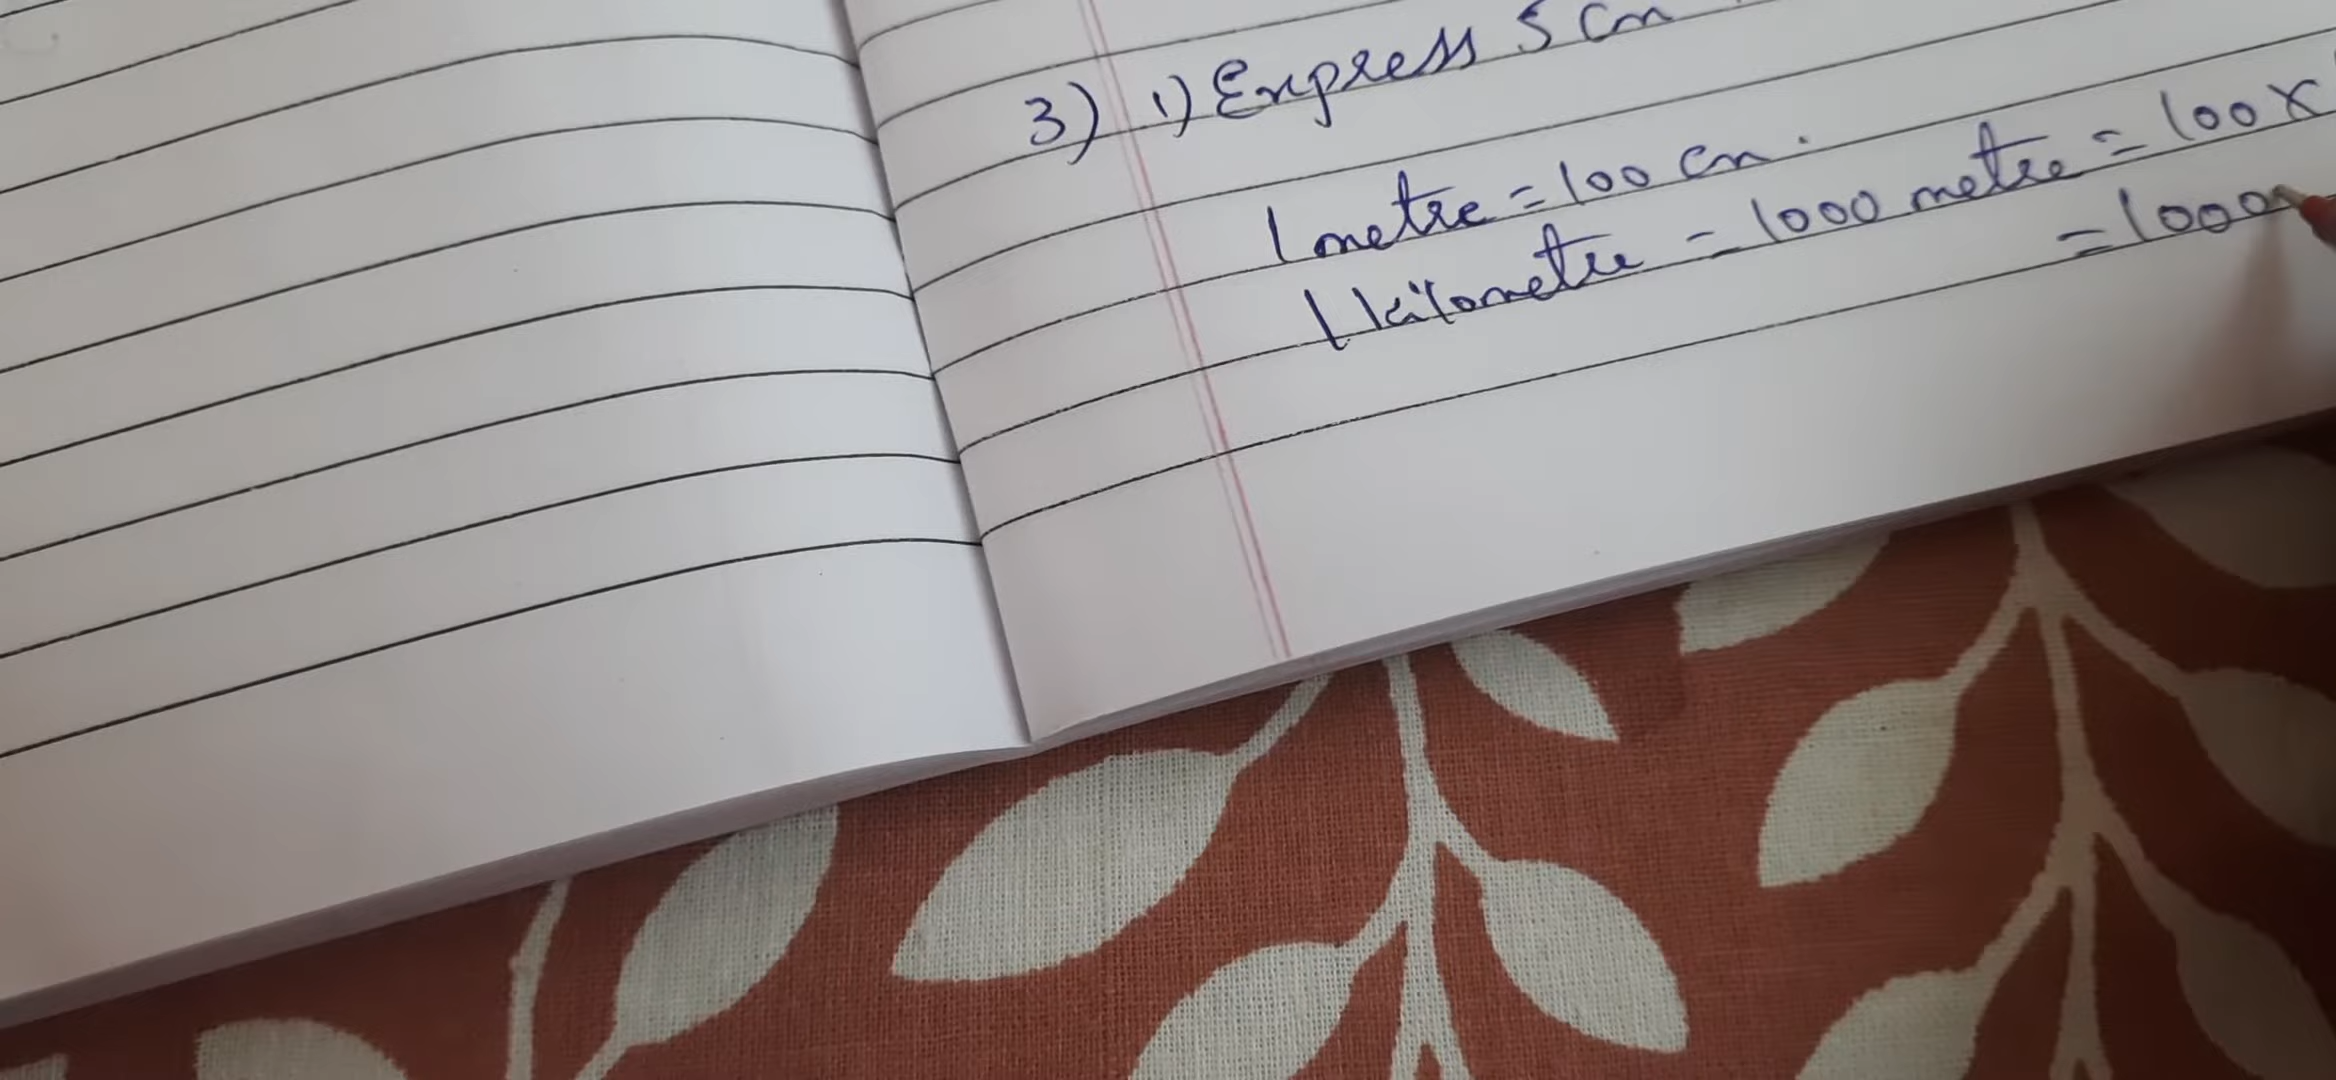 3) 1) Express 5 cm
1 metre = 100 cm.
1 kilometre = 1000 metre = 100 x
= 1000